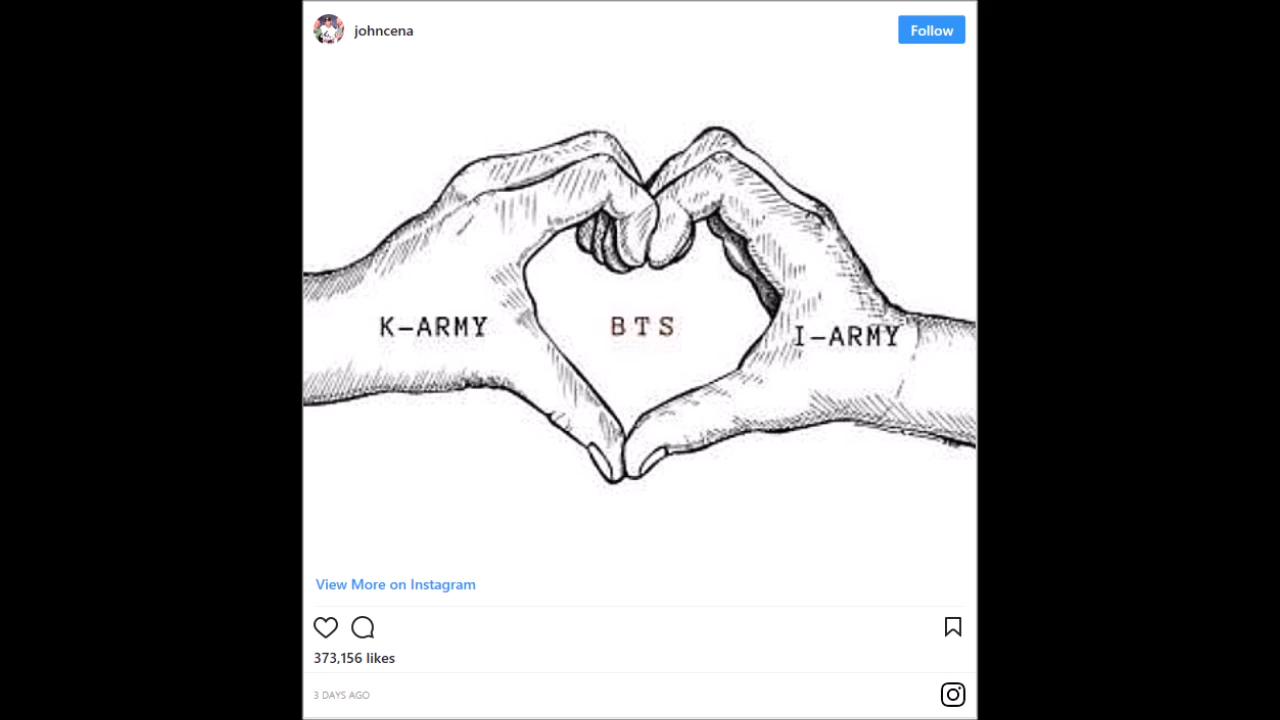 johncena
Follow
K-ARMY
BTS
I-ARMY
View More on Instagram
373,156 likes
3 DAYS AGO